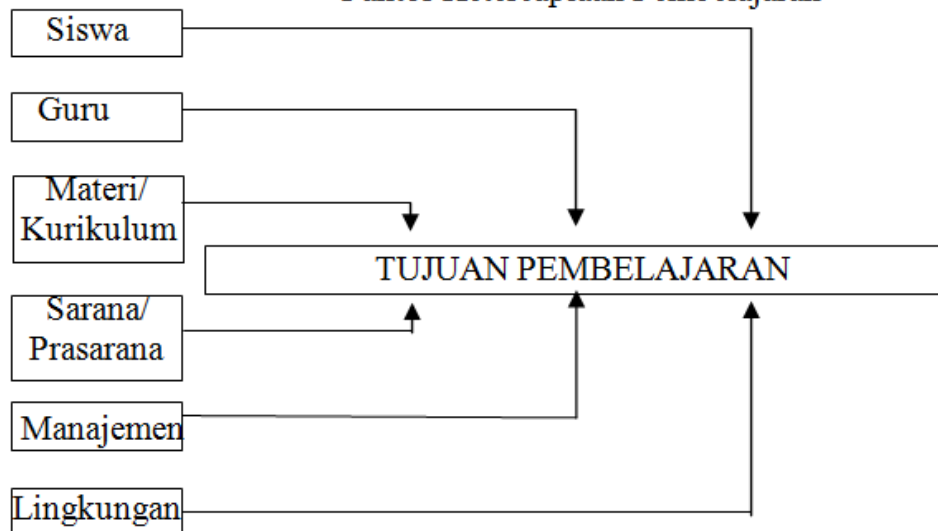 Siswa
Guru
Materi/
Kurikulum
TUJUAN PEMBELAJARAN
Sarana/
Prasarana
Manajemen
Lingkungan